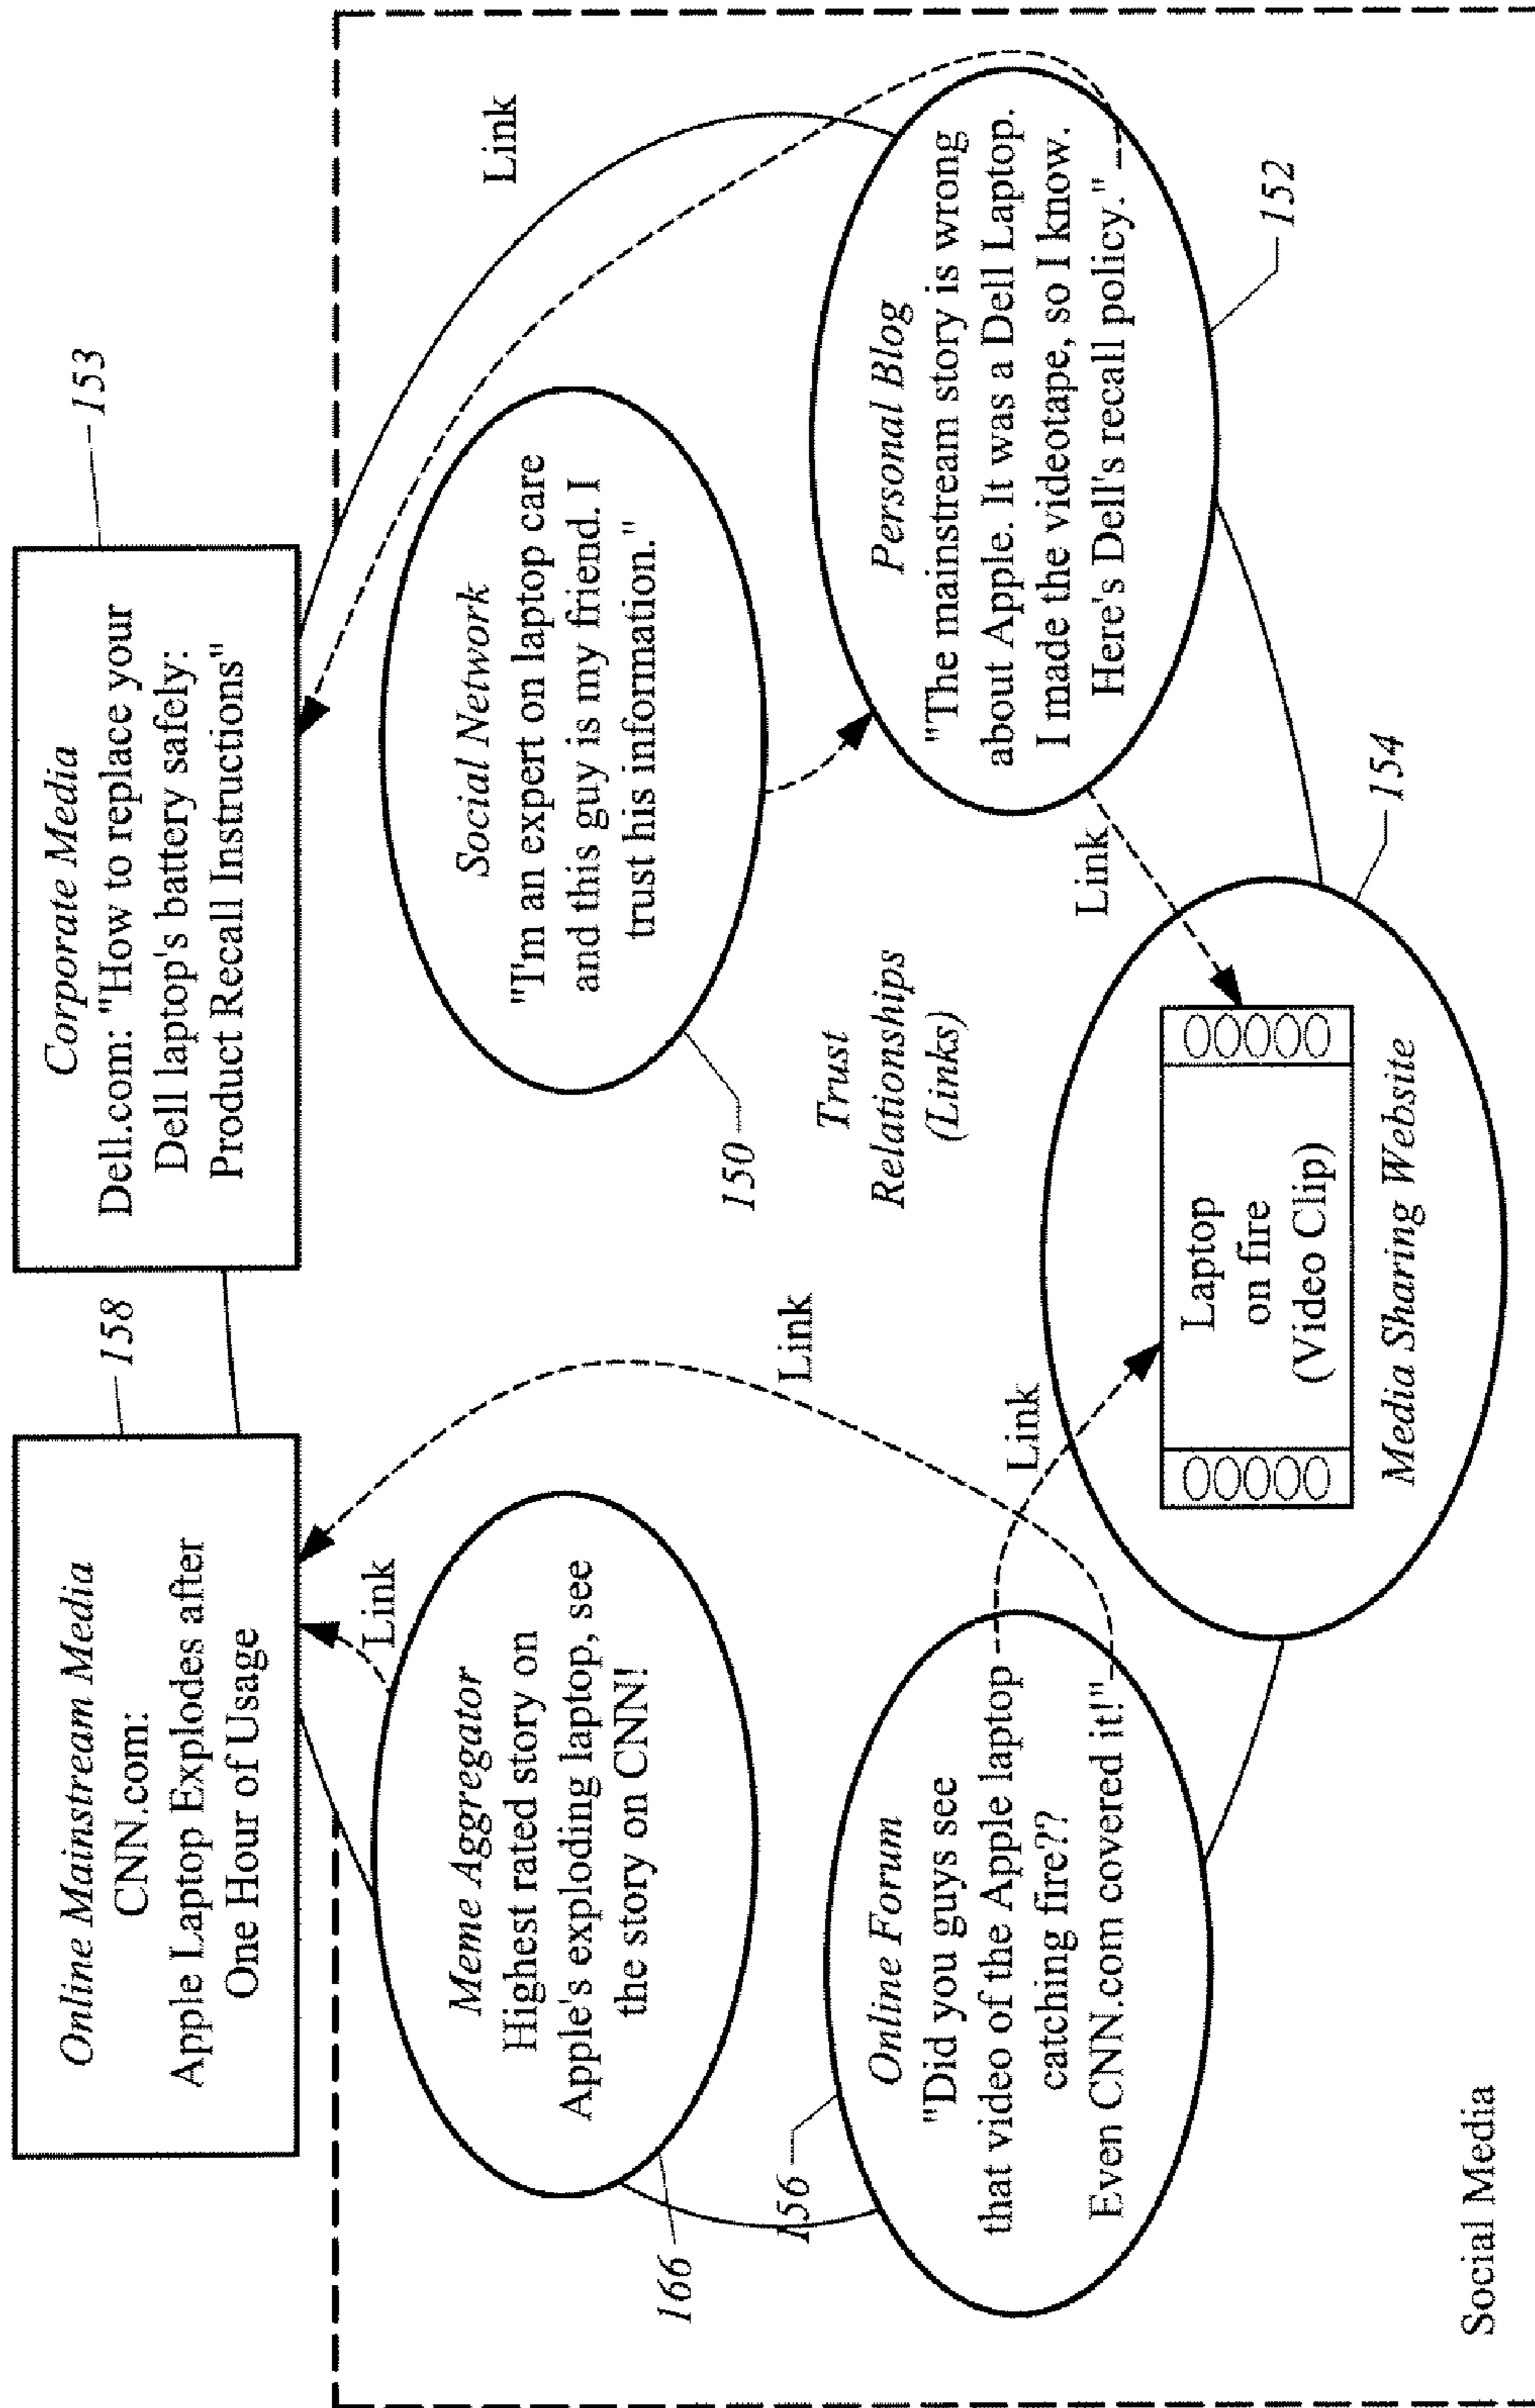 Online Mainstream Media
CNN.com:
Apple Laptop Explodes after
One Hour of Usage
158
Corporate Media
Dell.com: "How to replace your
Dell laptop's battery safely:
Product Recall Instructions"
153
Link
Meme Aggregator
Highest rated story on
Apple's exploding laptop, see
the story on CNN!
166
Link
Social Network
"I'm an expert on laptop care
and this guy is my friend. I
trust his information."
150
Link
Trust
Relationships
(Links)
156
Online Forum
"Did you guys see
that video of the Apple laptop
catching fire??
Even CNN.com covered it!"
Link
Personal Blog
"The mainstream story is wrong
about Apple. It was a Dell Laptop.
I made the videotape, so I know.
Here's Dell's recall policy."
152
Link
Laptop
on fire
(Video Clip)
Media Sharing Website
154
Social Media